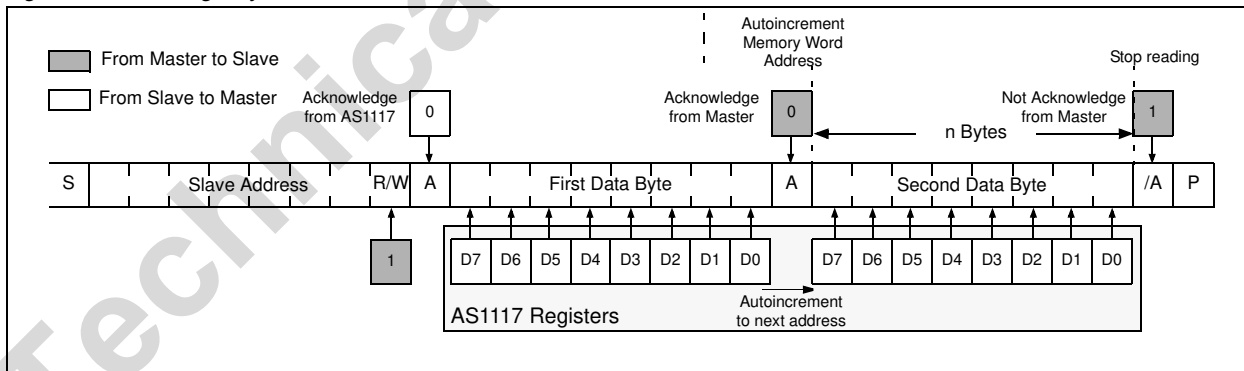 Autoincrement
Memory Word
Address
Stop reading
From Master to Slave
From Slave to Master
Acknowledge
from AS1117
0
Acknowledge
from Master
0
Not Acknowledge
from Master
1
n Bytes
S Slave Address R/W A First Data Byte A Second Data Byte /A P
1
D7 D6 D5 D4 D3 D2 D1 D0 D7 D6 D5 D4 D3 D2 D1 D0
Autoincrement
to next address
AS1117 Registers
Technica